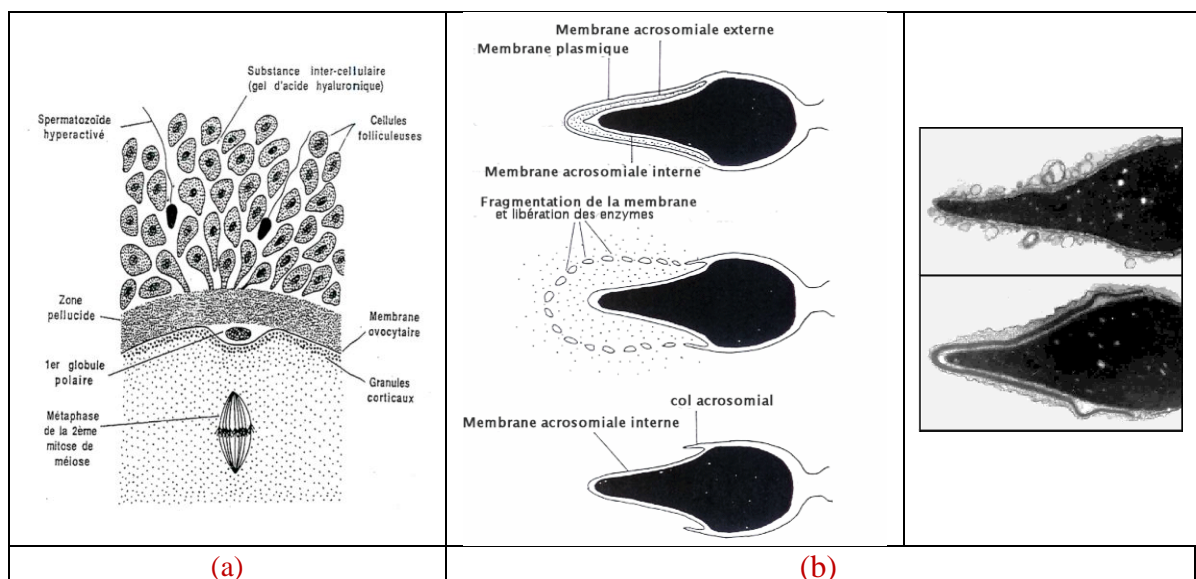 Substance inter-cellulaire
(gel d'acide hyaluronique)
Spermatozoïde
hyperactivé
Cellules
folliculeuses
Zone
pellucide
Membrane
ovocytaire
1er globule
polaire
Granules
corticaux
Métaphase
de la 2ème
mitose de
méiose
(a)
Membrane acrosomiale externe
Membrane plasmique
Membrane acrosomiale interne
Fragmentation de la membrane
et libération des enzymes
col acrosomial
Membrane acrosomiale interne
(b)